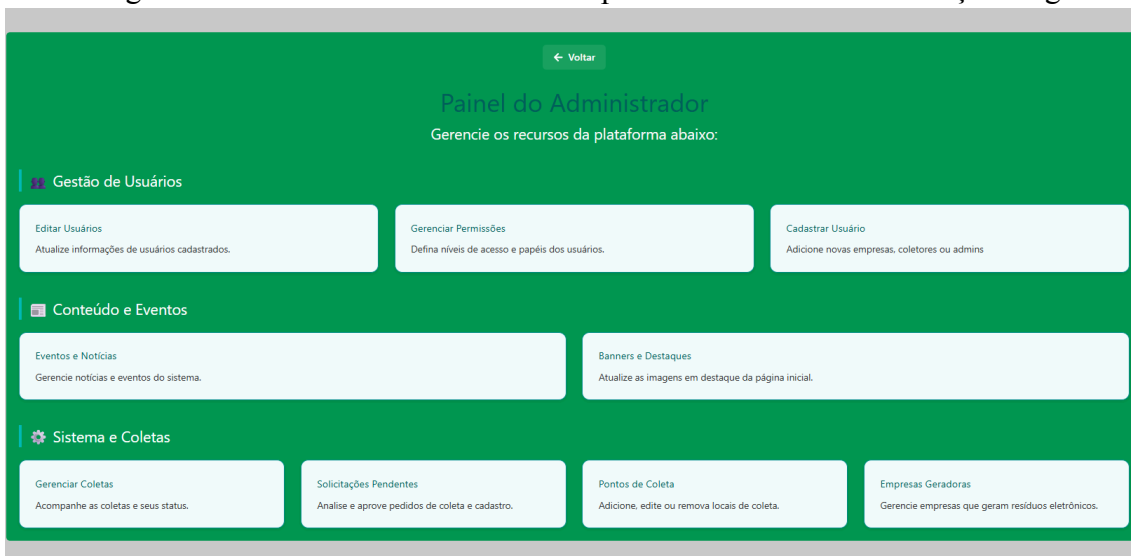 ← Voltar
Painel do Administrador
Gerencie os recursos da plataforma abaixo:
Gestão de Usuários
Editar Usuários
Atualize informações de usuários cadastrados.
Gerenciar Permissões
Defina níveis de acesso e papéis dos usuários.
Cadastrar Usuário
Adicione novas empresas, coletores ou admins
Conteúdo e Eventos
Eventos e Notícias
Gerencie notícias e eventos do sistema.
Banners e Destaques
Atualize as imagens em destaque da página inicial.
Sistema e Coletas
Gerenciar Coletas
Acompanhe as coletas e seus status.
Solicitações Pendentes
Analise e aprove pedidos de coleta e cadastro.
Pontos de Coleta
Adicione, edite ou remova locais de coleta.
Empresas Geradoras
Gerencie empresas que geram resíduos eletrônicos.